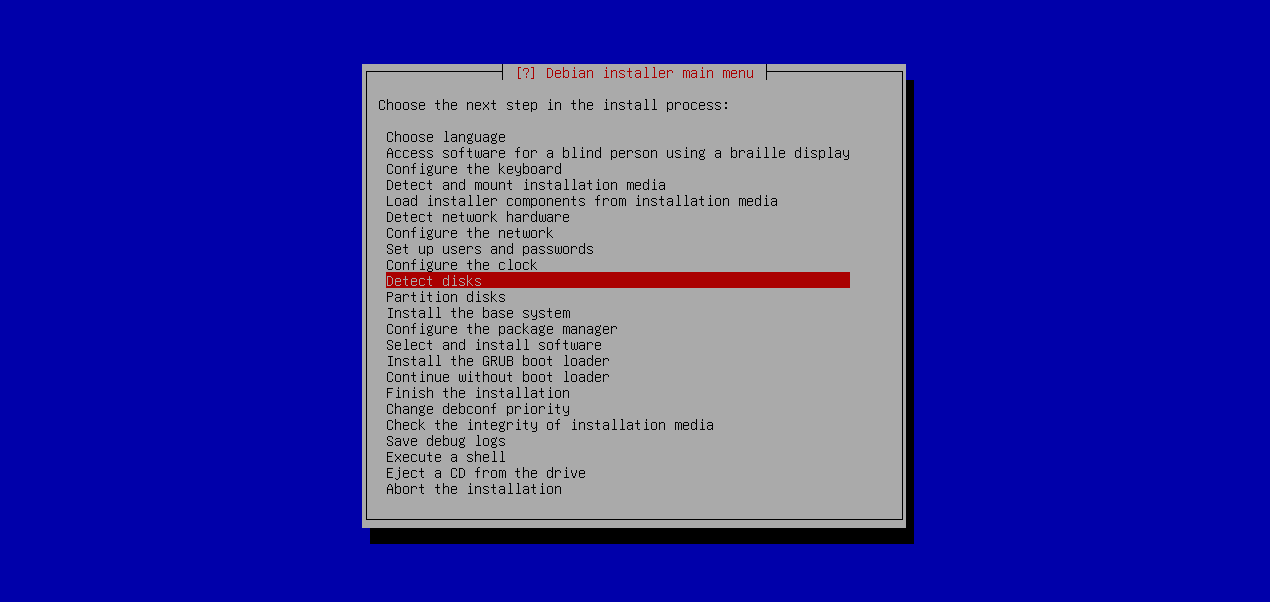 [?] Debian installer main menu
Choose the next step in the install process:
Choose language
Access software for a blind person using a braille display
Configure the keyboard
Detect and mount installation media
Load installer components from installation media
Detect network hardware
Configure the network
Set up users and passwords
Configure the clock
Detect disks
Partition disks
Install the base system
Configure the package manager
Select and install software
Install the GRUB boot loader
Continue without boot loader
Finish the installation
Change debconf priority
Check the integrity of installation media
Save debug logs
Execute a shell
Eject a CD from the drive
Abort the installation